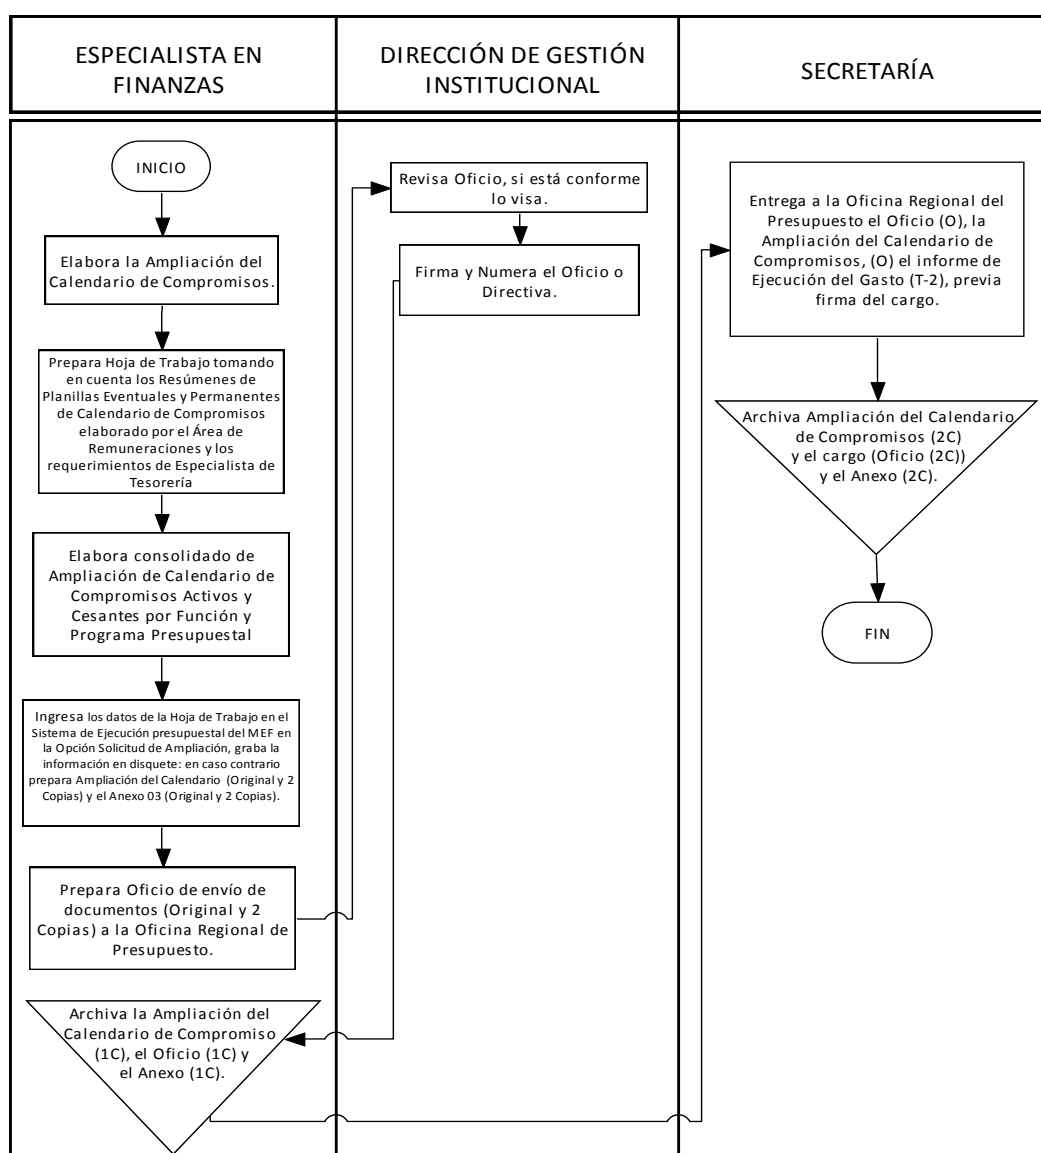 ESPECIALISTA EN
FINANZAS
DIRECCIÓN DE GESTIÓN
INSTITUCIONAL
SECRETARÍA
INICIO
Elabora la Ampliación del
Calendario de Compromisos.
Prepara Hoja de Trabajo tomando
en cuenta los Resúmenes de
Planillas Eventuales y Permanentes
de Calendario de Compromisos
elaborado por el Área de
Remuneraciones y los
requerimientos de Especialista de
Tesorería
Elabora consolidado de
Ampliación de Calendario de
Compromisos Activos y
Cesantes por Función y
Programa Presupuestal
Ingresa los datos de la Hoja de Trabajo en el
Sistema de Ejecución presupuestal del MEF en
la Opción Solicitud de Ampliación, graba la
información en disquete: en caso contrario
prepara Ampliación del Calendario (Original y 2
Copias) y el Anexo 03 (Original y 2 Copias).
Prepara Oficio de envío de
documentos (Original y 2
Copias) a la Oficina Regional de
Presupuesto.
Revisa Oficio, si está conforme
lo visa.
Firma y Numera el Oficio o
Directiva.
Archiva la Ampliación del
Calendario de Compromiso
(1C), el Oficio (1C) y
el Anexo (1C).
Entrega a la Oficina Regional del
Presupuesto el Oficio (O), la
Ampliación del Calendario de
Compromisos, (O) el informe de
Ejecución del Gasto (T-2), previa
firma del cargo.
Archiva Ampliación del Calendario
de Compromisos (2C)
y el cargo (Oficio (2C))
y el Anexo (2C).
FIN